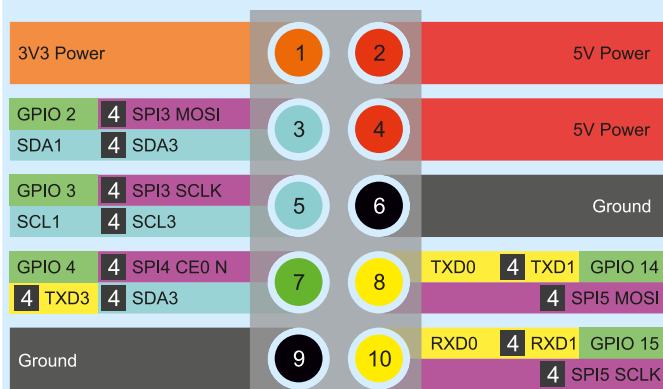 3V3 Power 1 2 5V Power
GPIO 2 4 SPI3 MOSI 3 4 5V Power
SDA1 4 SDA3
GPIO 3 4 SPI3 SCLK 5 6 Ground
SCL1 4 SCL3
GPIO 4 4 SPI4 CE0 N 7 8 TXD0 4 TXD1 GPIO 14
4 TXD3 4 SDA3 4 SPI5 MOSI
Ground 9 10 RXD0 4 RXD1 GPIO 15
4 SPI5 SCLK